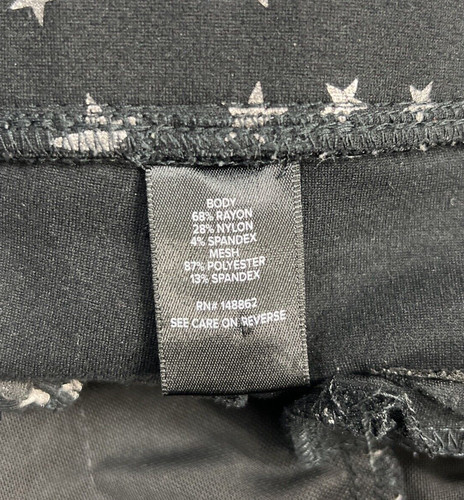 BODY
68% RAYON
28% NYLON
4% SPANDEX
MESH
87% POLYESTER
13% SPANDEX
RN# 148862
SEE CARE ON REVERSE